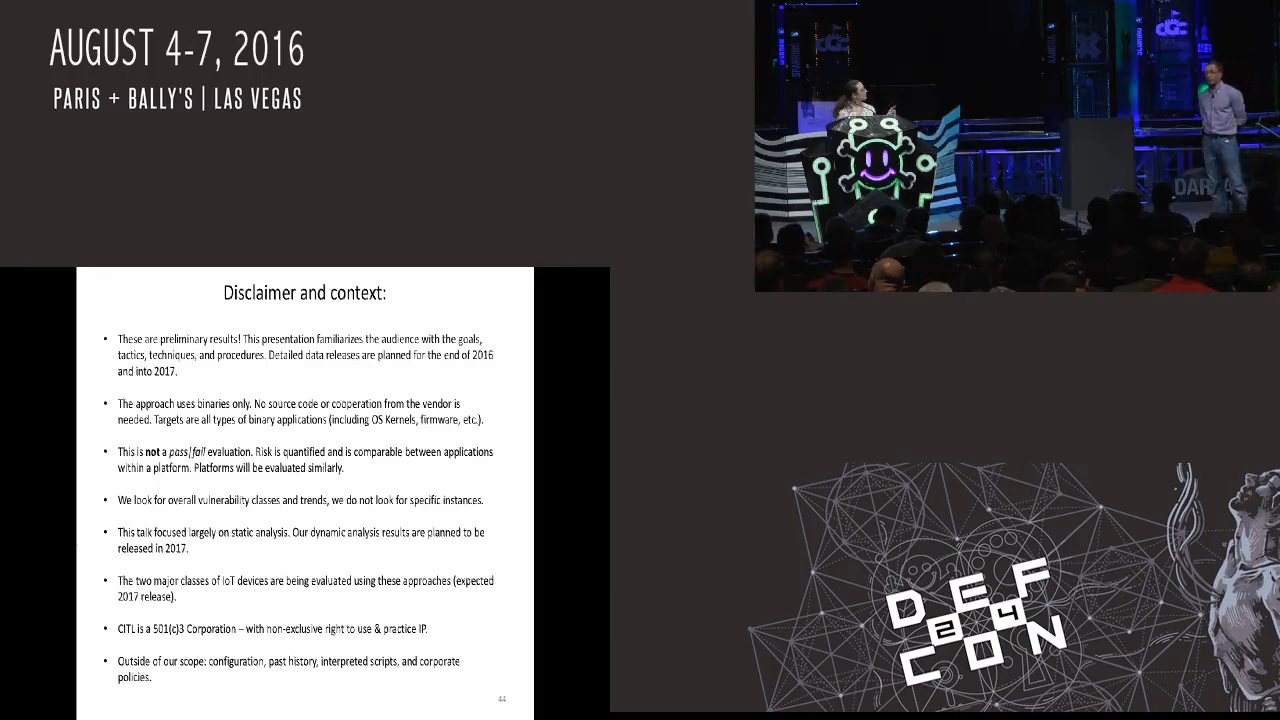 AUGUST 4-7, 2016
PARIS + BALLY'S | LAS VEGAS
CGC
DAR
Disclaimer and context:
• These are preliminary results! This presentation familiarizes the audience with the goals,
tactics, techniques, and procedures. Detailed data releases are planned for the end of 2016
and into 2017.
• The approach uses binaries only. No source code or cooperation from the vendor is
needed. Targets are all types of binary applications (including OS Kernels, firmware, etc.).
• This is not a pass/fail evaluation. Risk is quantified and is comparable between applications
within a platform. Platforms will be evaluated similarly.
• We look for overall vulnerability classes and trends, we do not look for specific instances.
• This talk focused largely on static analysis. Our dynamic analysis results are planned to be
released in 2017.
• The two major classes of IoT devices are being evaluated using these approaches (expected
2017 release).
• CITL is a 501(c)3 Corporation – with non-exclusive right to use & practice IP.
• Outside of our scope: configuration, past history, interpreted scripts, and corporate
policies.
44
DEF
24
CON